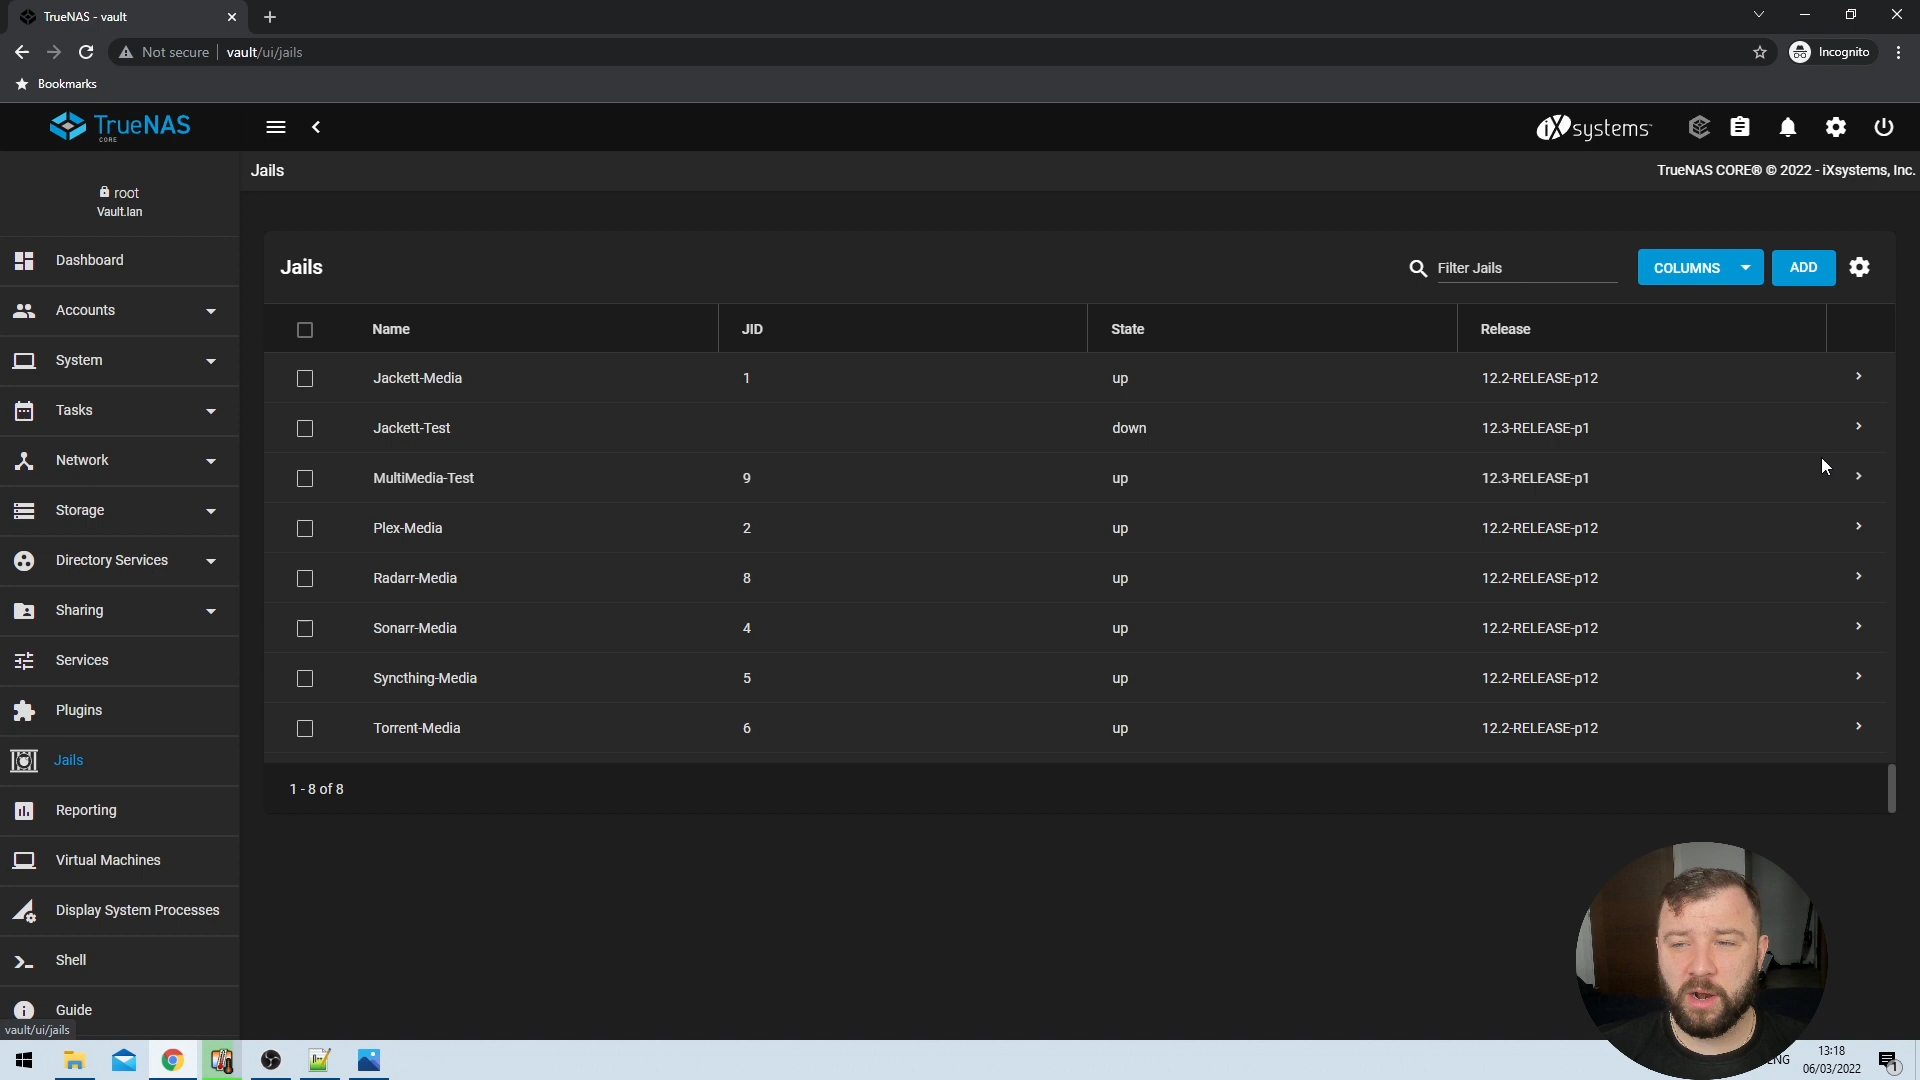 TrueNAS - vault
Not secure
vault/ui/jails
Incognito
Bookmarks
TrueNAS
CORE
iXsystems
root
Vault.lan
Jails
TrueNAS CORE® © 2022 - iXsystems, Inc.
Dashboard
Accounts
System
Tasks
Network
Storage
Directory Services
Sharing
Services
Plugins
Jails
Reporting
Virtual Machines
Display System Processes
Shell
Guide
vault/ui/jails
Jails
Filter Jails
COLUMNS
ADD
Name JID State Release
Jackett-Media 1 up 12.2-RELEASE-p12
Jackett-Test down 12.3-RELEASE-p1
MultiMedia-Test 9 up 12.3-RELEASE-p1
Plex-Media 2 up 12.2-RELEASE-p12
Radarr-Media 8 up 12.2-RELEASE-p12
Sonarr-Media 4 up 12.2-RELEASE-p12
Syncthing-Media 5 up 12.2-RELEASE-p12
Torrent-Media 6 up 12.2-RELEASE-p12
1 - 8 of 8
ENG
13:18
06/03/2022
1